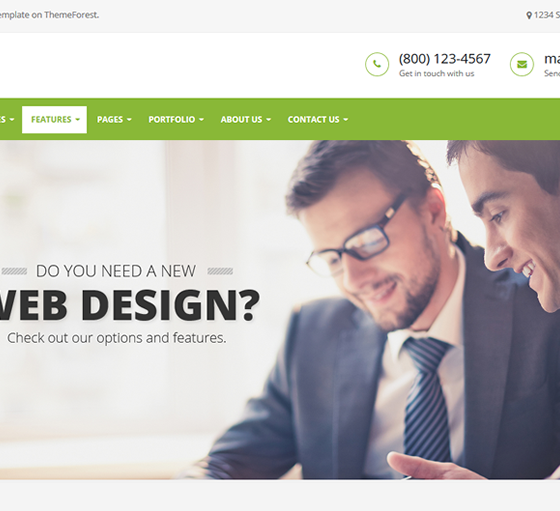 emplate on ThemeForest.
1234 S
(800) 123-4567
Get in touch with us
ma
Send
ES
FEATURES
PAGES
PORTFOLIO
ABOUT US
CONTACT US
DO YOU NEED A NEW
WEB DESIGN?
Check out our options and features.